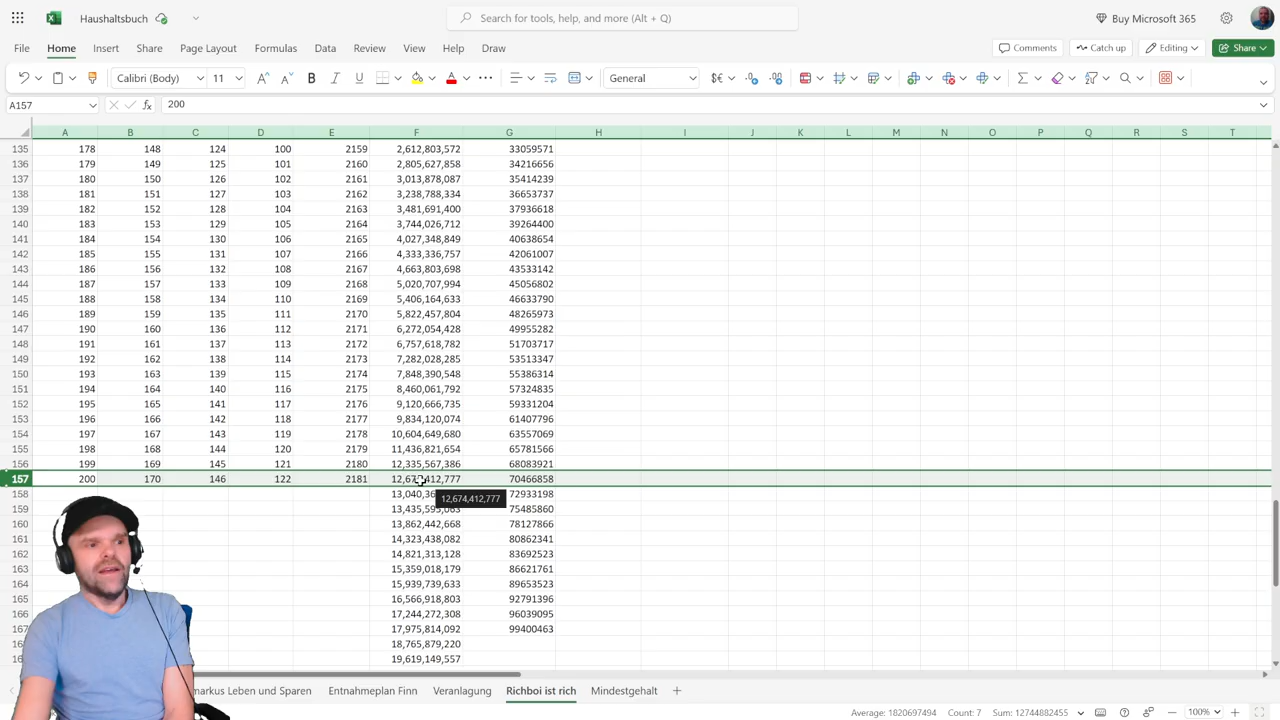 Haushaltsbuch
Search for tools, help, and more (Alt + Q)
Buy Microsoft 365
File Home Insert Share Page Layout Formulas Data Review View Help Draw
Comments Catch up Editing Share
Calibri (Body) 11 B I U A General $€
A157 fx 200
A B C D E F G H I J K L M N O P Q R S T
135 178 148 124 100 2159 2,612,803,572 33059571
136 179 149 125 101 2160 2,805,627,858 34216656
137 180 150 126 102 2161 3,013,878,087 35414239
138 181 151 127 103 2162 3,238,788,334 36653737
139 182 152 128 104 2163 3,481,691,400 37936618
140 183 153 129 105 2164 3,744,026,712 39264400
141 184 154 130 106 2165 4,027,348,849 40638654
142 185 155 131 107 2166 4,333,336,757 42061007
143 186 156 132 108 2167 4,663,803,698 43533142
144 187 157 133 109 2168 5,020,707,994 45056802
145 188 158 134 110 2169 5,406,164,633 46633790
146 189 159 135 111 2170 5,822,457,804 48265973
147 190 160 136 112 2171 6,272,054,428 49955282
148 191 161 137 113 2172 6,757,618,782 51703717
149 192 162 138 114 2173 7,282,028,285 53513347
150 193 163 139 115 2174 7,848,390,548 55386314
151 194 164 140 116 2175 8,460,061,792 57324835
152 195 165 141 117 2176 9,120,666,735 59331204
153 196 166 142 118 2177 9,834,120,074 61407796
154 197 167 143 119 2178 10,604,649,680 63557069
155 198 168 144 120 2179 11,436,821,654 65781566
156 199 169 145 121 2180 12,335,567,386 68083921
157 200 170 146 122 2181 12,674,412,777 70466858
12,674,412,777
158 72933198
159 75485860
160 13,862,442,668 78127866
161 14,323,438,082 80862341
162 14,821,313,128 83692523
163 15,359,018,179 86621761
164 15,939,739,633 89653523
165 16,566,918,803 92791396
166 17,244,272,308 96039095
167 17,975,814,092 99400463
18,765,879,220
19,619,149,557
markus Leben und Sparen Entnahmeplan Finn Veranlagung Richboi ist rich Mindestgehalt
Average: 1820697494 Count: 7 Sum: 12744882455 100%